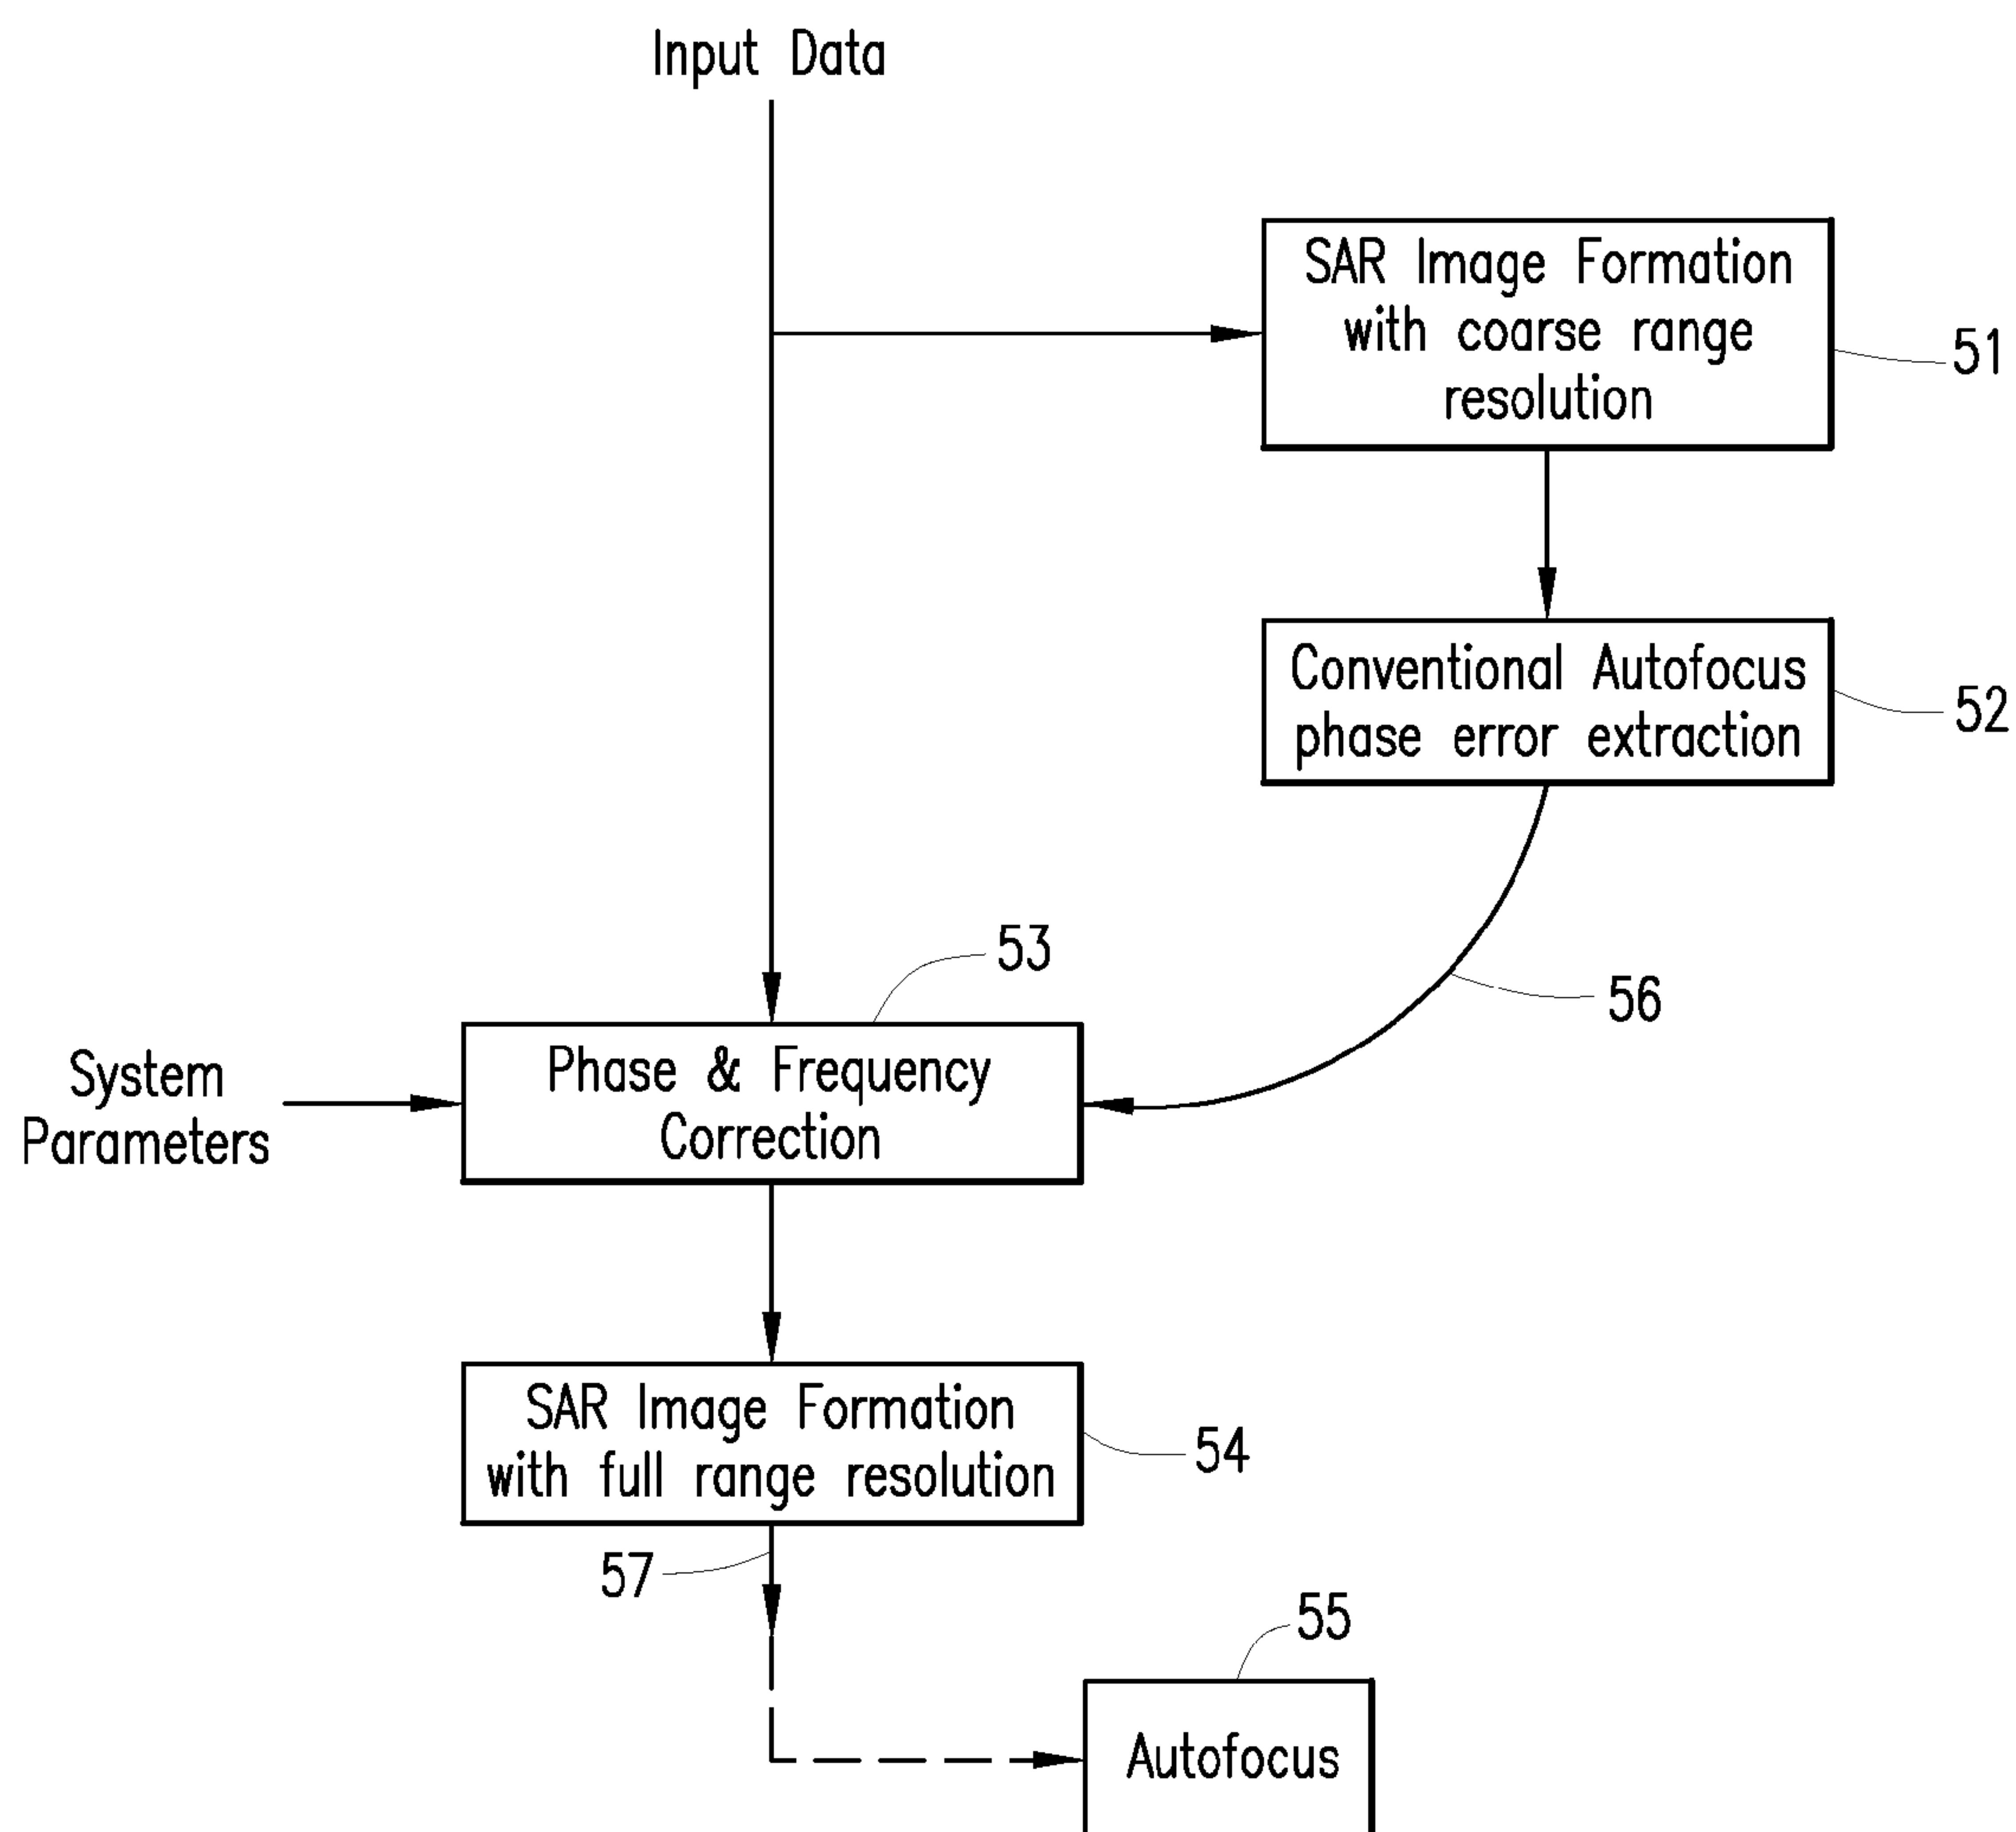 Input Data
SAR Image Formation
with coarse range
resolution
51
Conventional Autofocus
phase error extraction
52
53
56
System
Parameters
Phase & Frequency
Correction
SAR Image Formation
with full range resolution
54
57
55
Autofocus